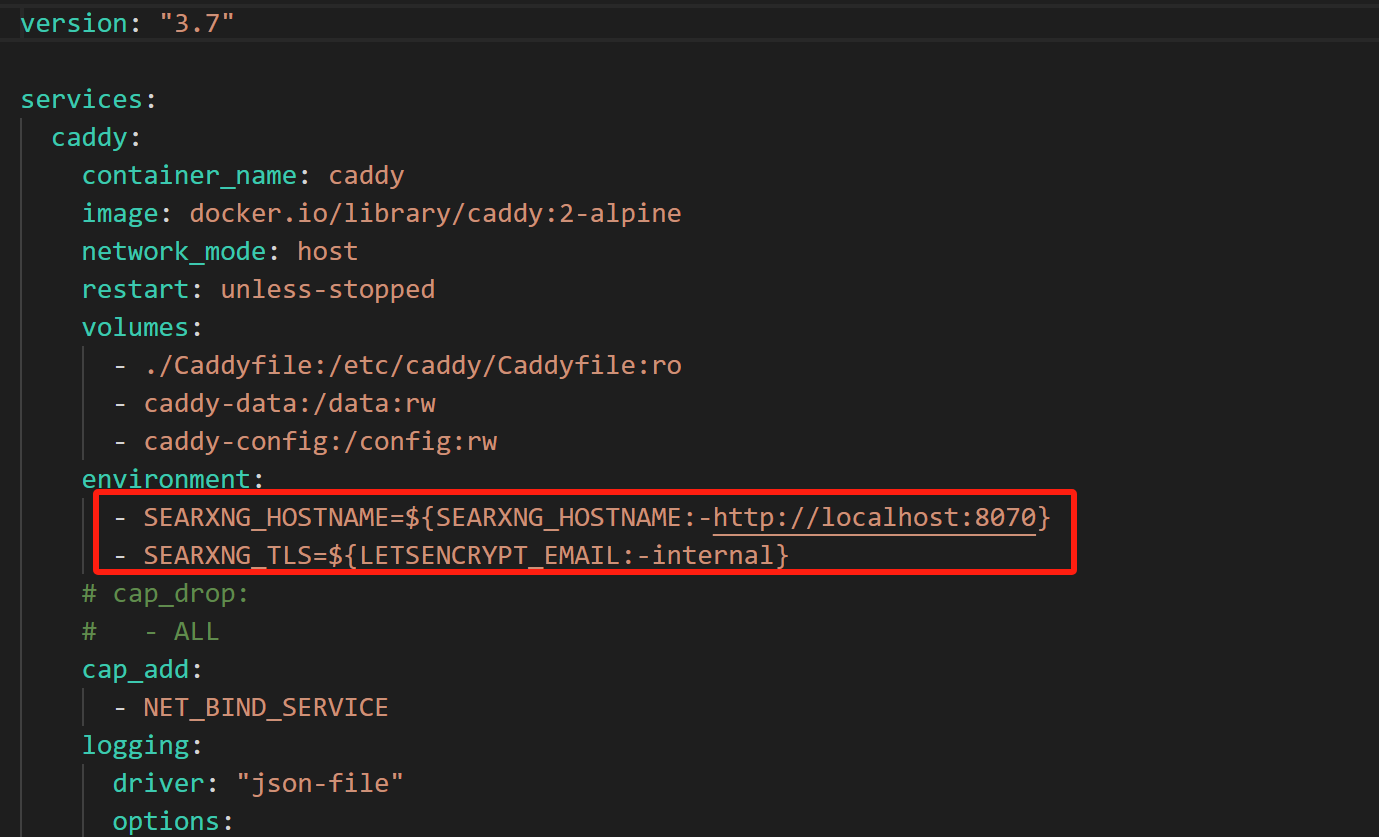 version: "3.7"
services:
caddy:
container_name: caddy
image: docker.io/library/caddy:2-alpine
network_mode: host
restart: unless-stopped
volumes:
- ./Caddyfile:/etc/caddy/Caddyfile:ro
- caddy-data:/data:rw
- caddy-config:/config:rw
environment:
- SEARXNG_HOSTNAME=${SEARXNG_HOSTNAME:-http://localhost:8070}
- SEARXNG_TLS=${LETSENCRYPT_EMAIL:-internal}
# cap_drop:
#   - ALL
cap_add:
- NET_BIND_SERVICE
logging:
driver: "json-file"
options: